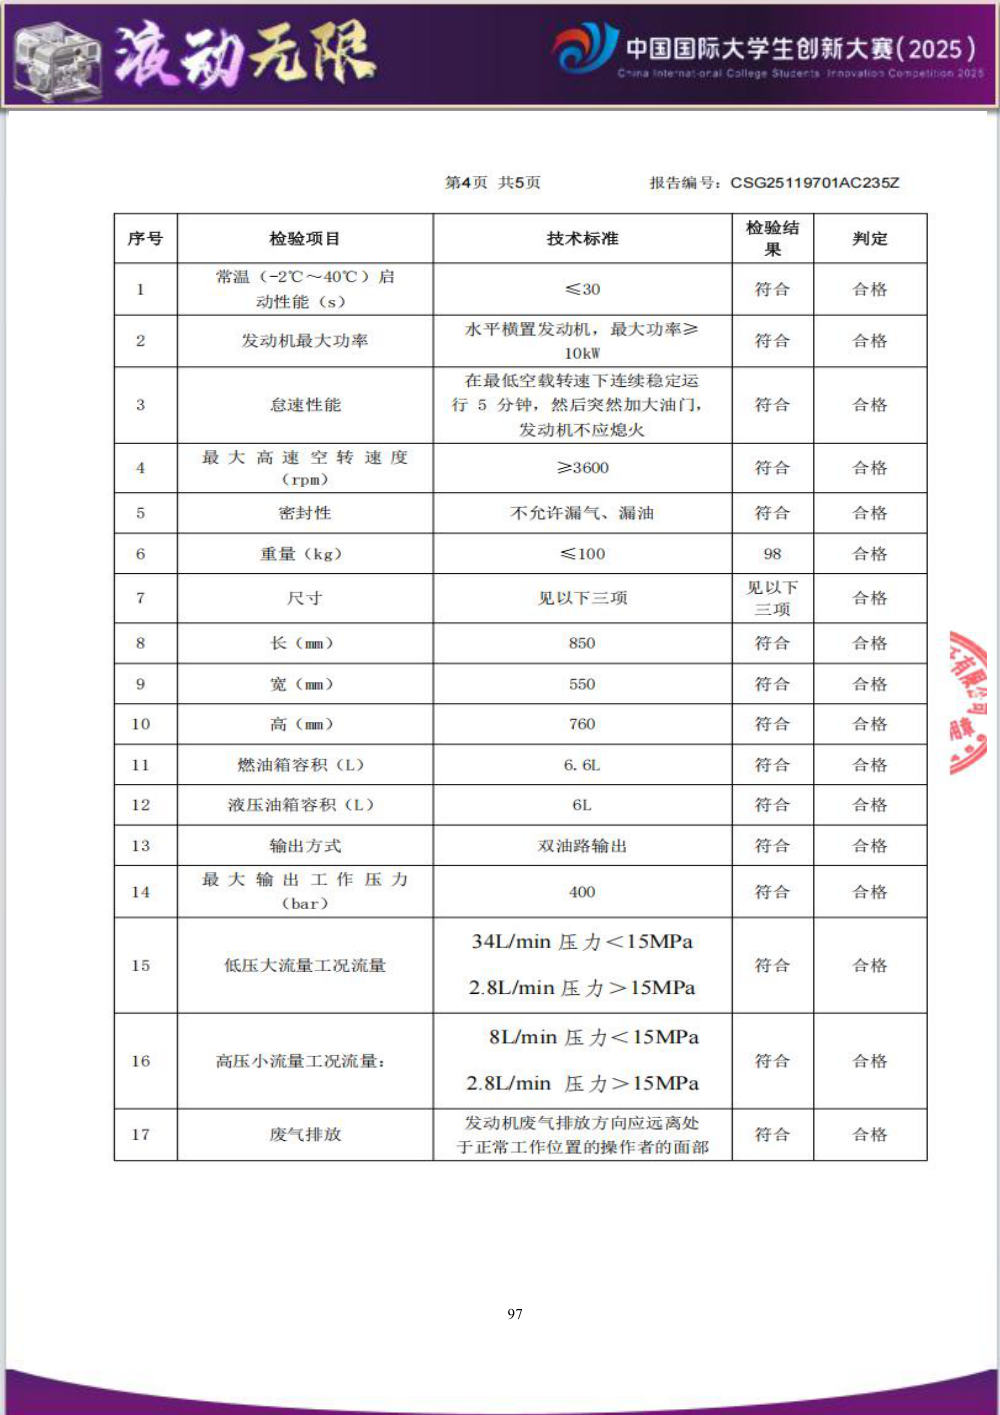 液动无限
中国国际大学生创新大赛(2025)
China International College Students Innovation Competition 2025
第4页 共5页 报告编号：CSG25119701AC235Z
序号 检验项目 技术标准 检验结果 判定
1 常温（-2℃～40℃）启动性能（s） ≤30 符合 合格
2 发动机最大功率 水平横置发动机，最大功率≥10kW 符合 合格
3 怠速性能 在最低空载转速下连续稳定运行 5 分钟，然后突然加大油门，发动机不应熄火 符合 合格
4 最大高速空转速度（rpm） ≥3600 符合 合格
5 密封性 不允许漏气、漏油 符合 合格
6 重量（kg） ≤100 98 合格
7 尺寸 见以下三项 见以下三项 合格
8 长（mm） 850 符合 合格
9 宽（mm） 550 符合 合格
10 高（mm） 760 符合 合格
11 燃油箱容积（L） 6.6L 符合 合格
12 液压油箱容积（L） 6L 符合 合格
13 输出方式 双油路输出 符合 合格
14 最大输出工作压力（bar） 400 符合 合格
15 低压大流量工况流量 34L/min 压力＜15MPa 2.8L/min 压力＞15MPa 符合 合格
16 高压小流量工况流量： 8L/min 压力＜15MPa 2.8L/min 压力＞15MPa 符合 合格
17 废气排放 发动机废气排放方向应远离处于正常工作位置的操作者的面部 符合 合格
有限公司
用章
97